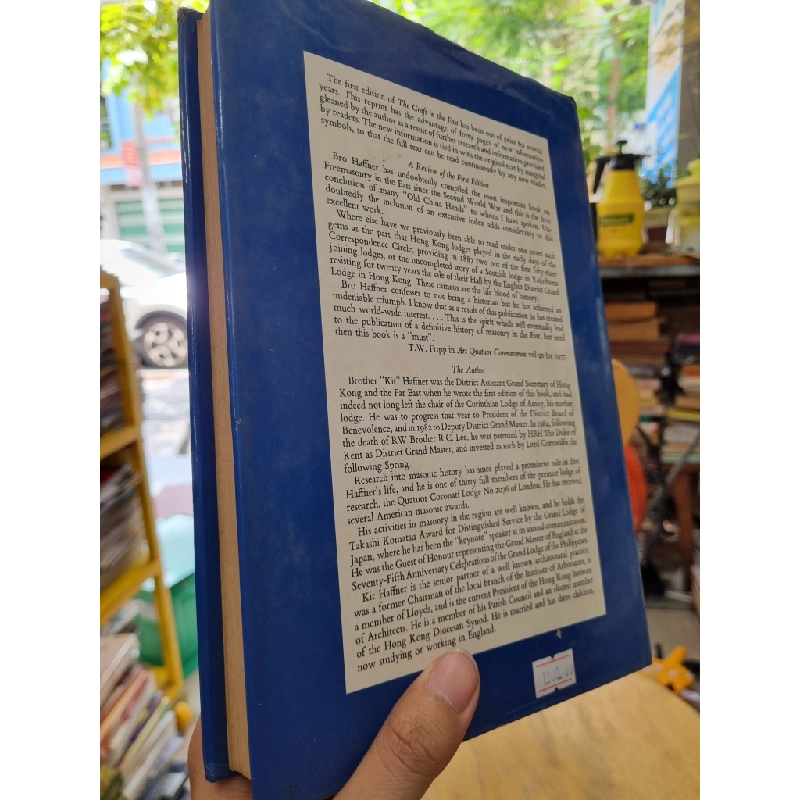 The first edition of The Craft in the East has been out of print for several
years. This reprint has the advantage of forty pages of new information
gleaned by the author as a result of further research and information provided
by readers. The new information is tied in with the original text by marginal
symbols, so that the full text can be read continuously by any new reader.
A Review of the First Edition
Bro Haffner has undoubtedly compiled the most important book on
Freemasonry in the East since the Second World War and this is the firm
conclusion of many "Old China Hands" to whom I have spoken. Un-
doubtedly the inclusion of an extensive index adds considerably to this
excellent work.
Where else have we previously been able to read under one cover such
gems as the part that Hong Kong lodges played in the early days of the
Correspondence Circle, providing in 1887 two out of the first fifty-three
joining lodges, or the uncompleted story of a Scottish lodge in Yokohama
resisting for twenty years the sale of their Hall by the English District Grand
Lodge in Hong Kong. These cameos are the life blood of history.
Bro Haffner confesses to not being a historian but he has achieved an
undeniable triumph. I know that as a result of this publication he has created
much world-wide interest. . . . This is the spirit which will eventually lead
to the publication of a definitive history of masonry in the East, but until
then this book is a "must".
T.W. Fripp in Ars Quatuor Coronatorum vol 90 for 1977
The Author
Brother "Kit" Haffner was the District Assistant Grand Secretary of Hong
Kong and the Far East when he wrote the first edition of this book, and had
indeed not long left the chair of the Corinthian Lodge of Amoy, his mother
lodge. He was to progress that year to President of the District Board of
Benevolence, and in 1982 to Deputy District Grand Master. In 1984, following
the death of RW Brother R.C. Lee, he was patented by HRH The Duke of
Kent as District Grand Master, and invested as such by Lord Cornwallis the
following Spring.
Research into masonic history has since played a prominent role in Bro
Haffner's life, and he is one of thirty full members of the premier lodge of
research, the Quatuor Coronati Lodge No 2076 of London. He has received
several American masonic awards.
His activities in masonry in the region are well known, and he holds the
Takashi Komatsu Award for Distinguished Service by the Grand Lodge of
Japan, where he has been the "keynote" speaker at its annual communications.
He was the Guest of Honour representing the Grand Master of England at the
Seventy-Fifth Anniversary Celebrations of the Grand Lodge of the Philippines.
Kit Haffner is the senior partner of a well known architectural practice,
was a former Chairman of the local branch of the Institute of Arbitrators, a
member of Lloyds, and is the current President of the Hong Kong Institute
of Architects. He is a member of his Parish Council and an elected member
of the Hong Kong Diocesan Synod. He is married and has three children,
now studying or working in England.